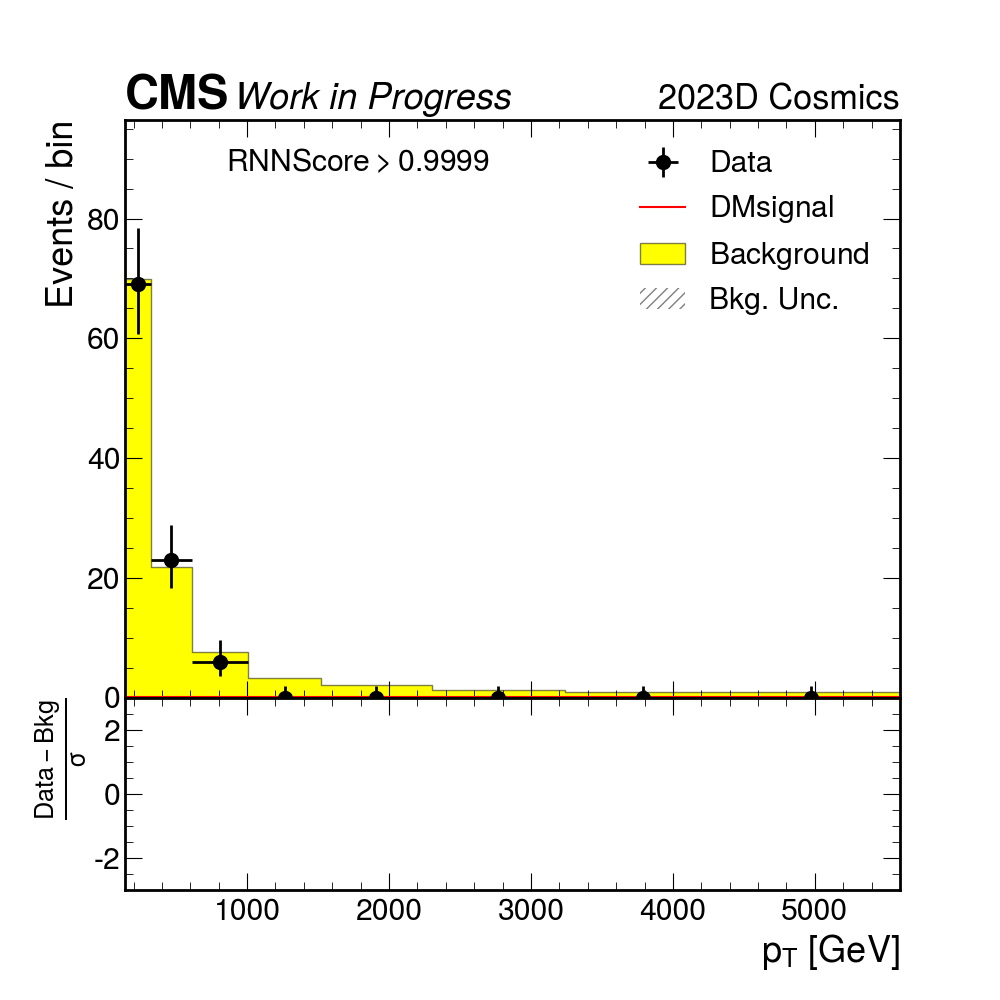 CMS Work in Progress 2023D Cosmics
Events / bin
RNNScore > 0.9999
Data
DMsignal
Background
Bkg. Unc.
80
60
40
20
0
Data – Bkg
σ
2
0
-2
1000 2000 3000 4000 5000
pT [GeV]